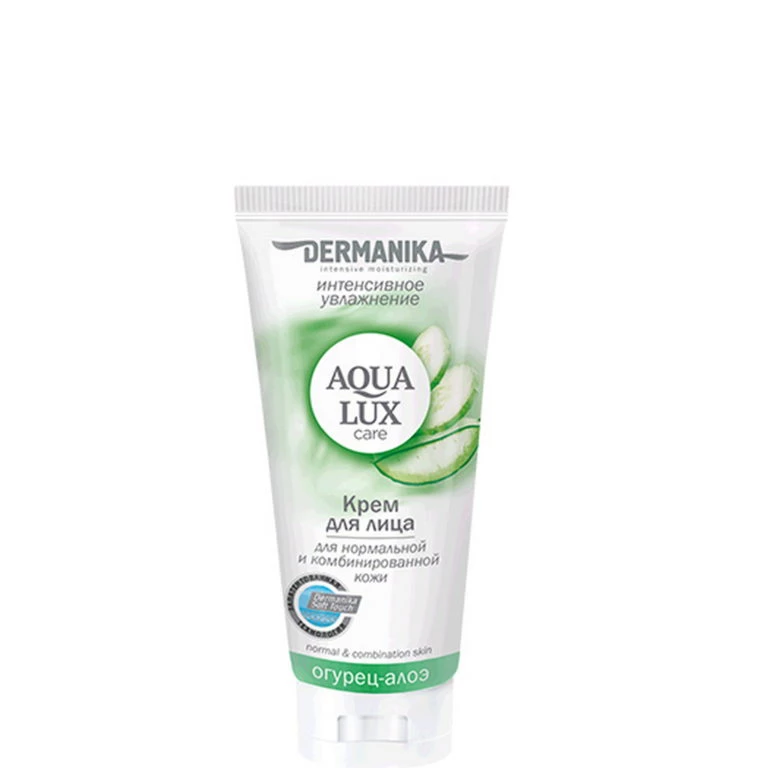 DERMANIKA
intensive moisturizing
интенсивное
увлажнение
AQUA
LUX
care
Крем
для лица
для нормальной
и комбинированной
кожи
Dermanika
Soft Touch
ТЕХНОЛОГИЯ
normal & combination skin
огурец-алоэ